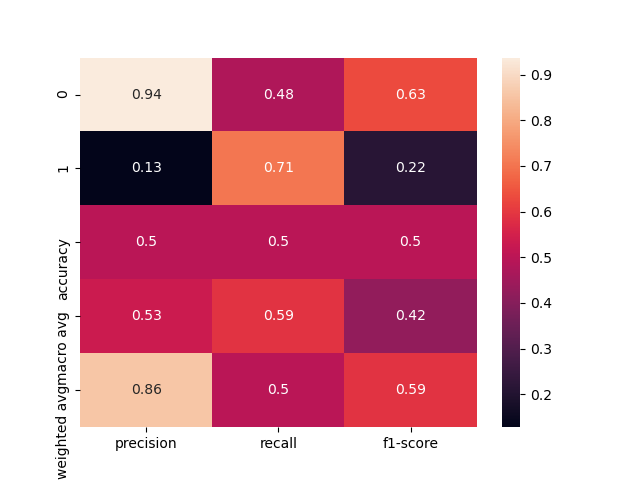 0 0.94 0.48 0.63
1 0.13 0.71 0.22
accuracy 0.5 0.5 0.5
macro avg 0.53 0.59 0.42
weighted avg 0.86 0.5 0.59
precision recall f1-score
0.9
0.8
0.7
0.6
0.5
0.4
0.3
0.2